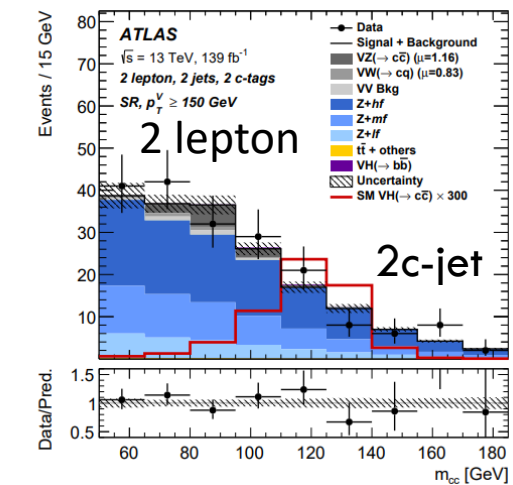 Events / 15 GeV
80
70
60
50
40
30
20
10
ATLAS
√s = 13 TeV, 139 fb⁻¹
2 lepton, 2 jets, 2 c-tags
SR, p_T^V ≥ 150 GeV
2 lepton
Data
Signal + Background
VZ(→ cc̄) (μ=1.16)
VW(→ cq) (μ=0.83)
VV Bkg
Z+hf
Z+mf
Z+lf
tt̄ + others
VH(→ bb̄)
Uncertainty
SM VH(→ cc̄) × 300
2c-jet
Data/Pred.
1.5
1
0.5
60 80 100 120 140 160 180
m_cc [GeV]